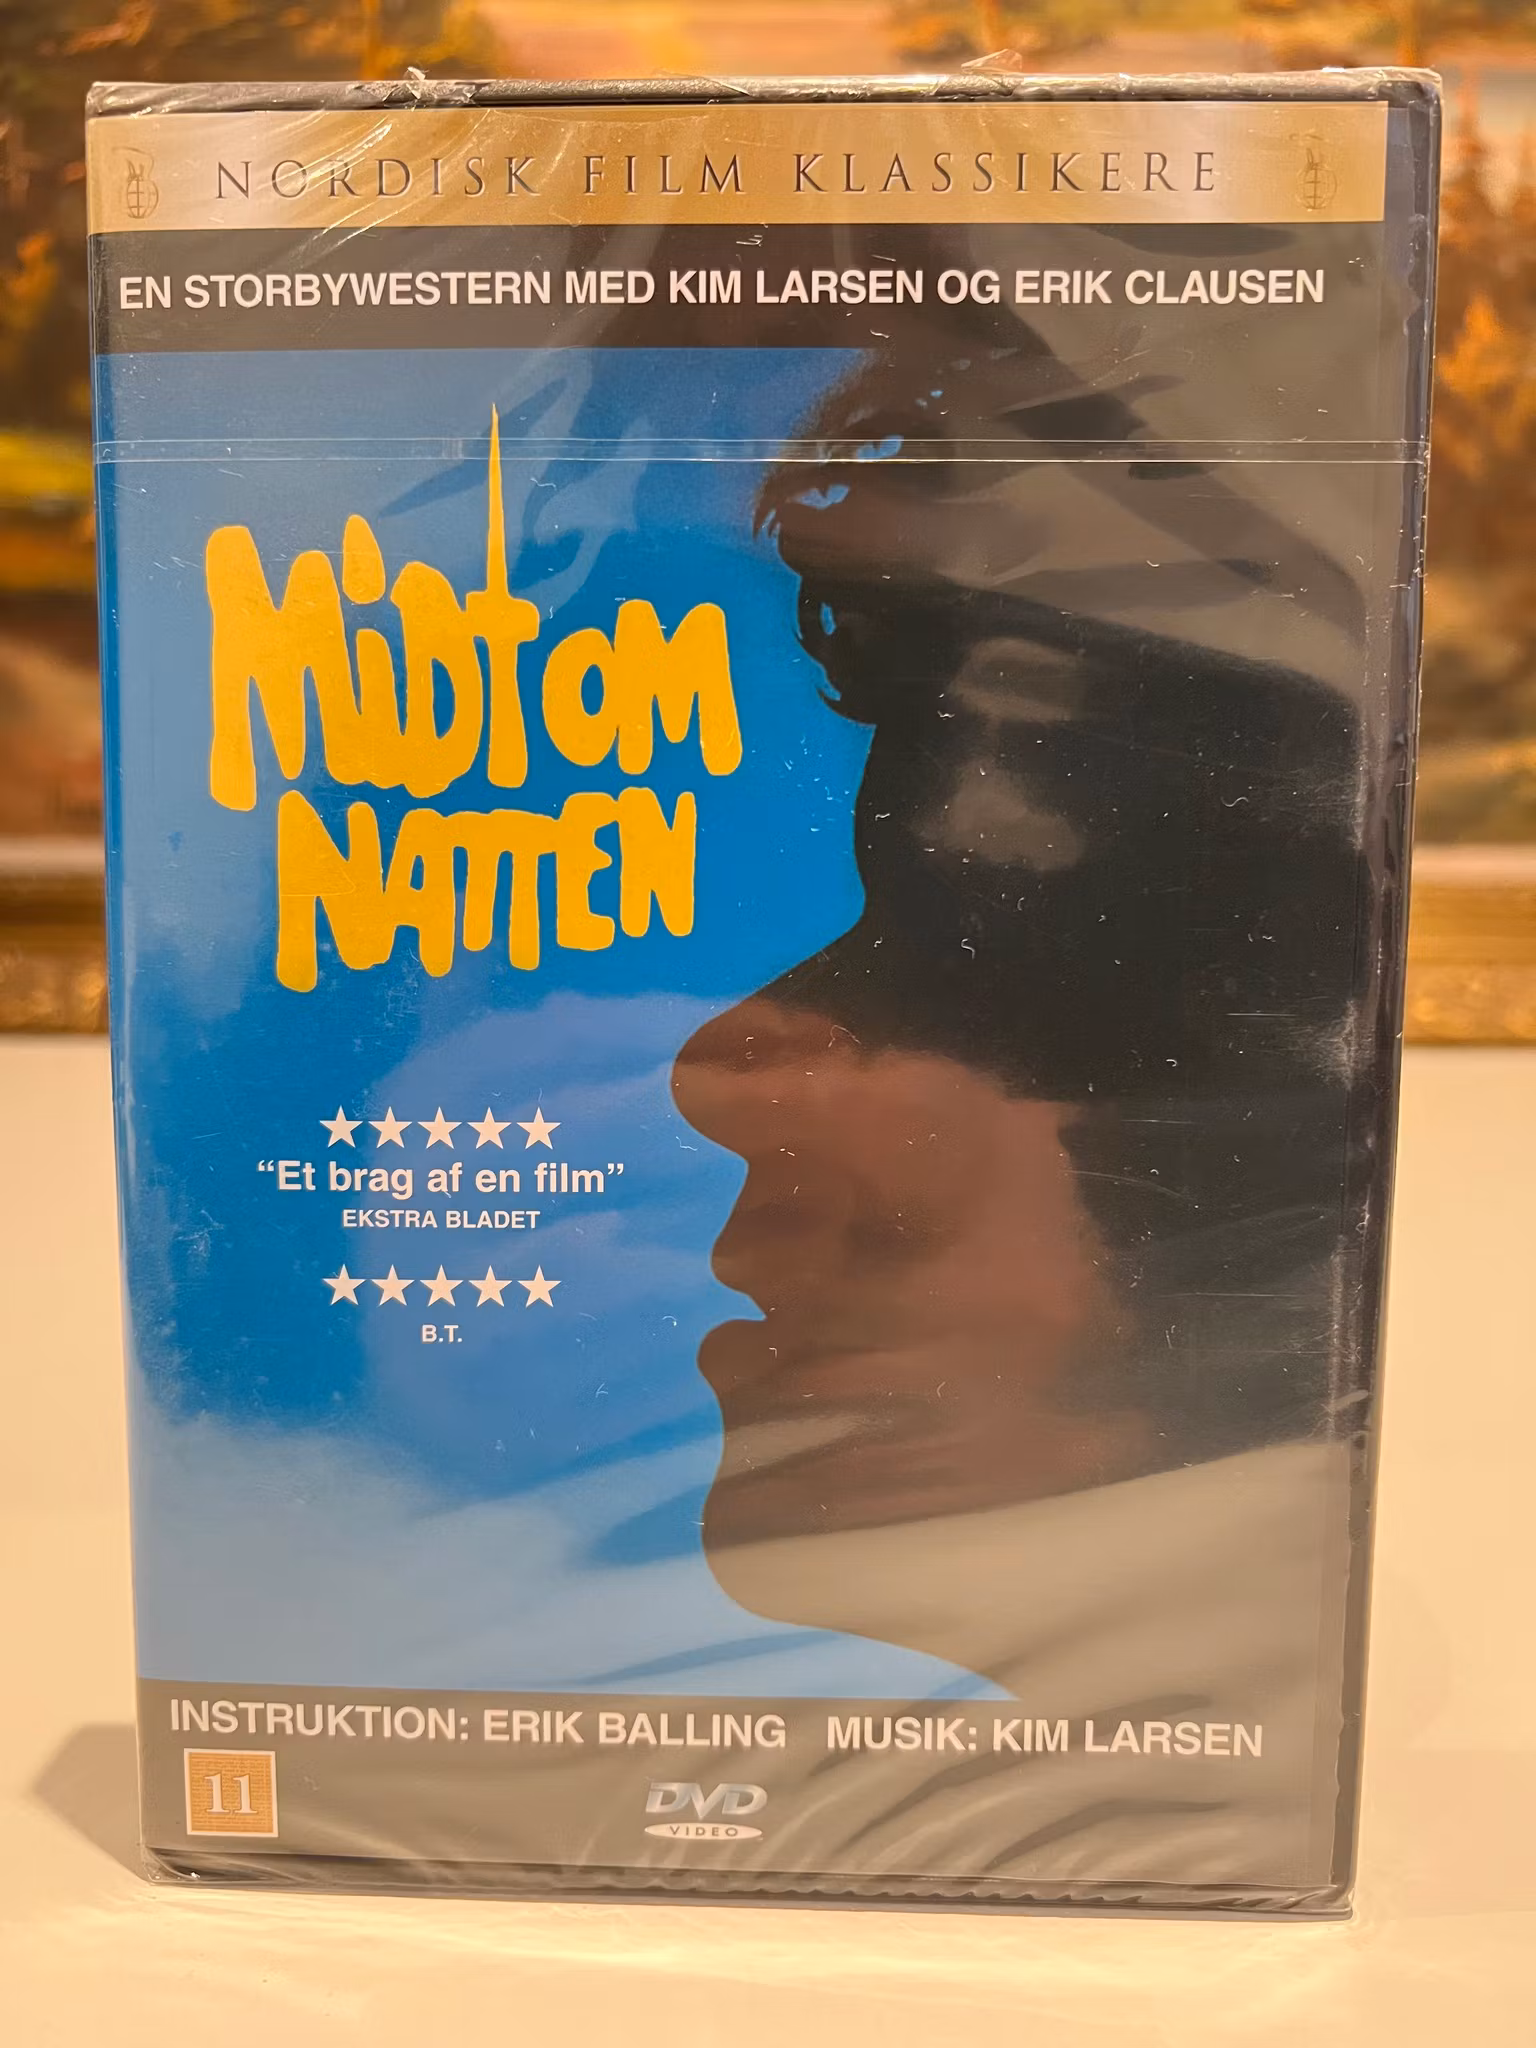 NORDISK FILM KLASSIKERE
EN STORBYWESTERN MED KIM LARSEN OG ERIK CLAUSEN
MIDT OM
NATTEN
★★★★★
“Et brag af en film”
EKSTRA BLADET
★★★★★
B.T.
INSTRUKTION: ERIK BALLING MUSIK: KIM LARSEN
11
DVD
VIDEO